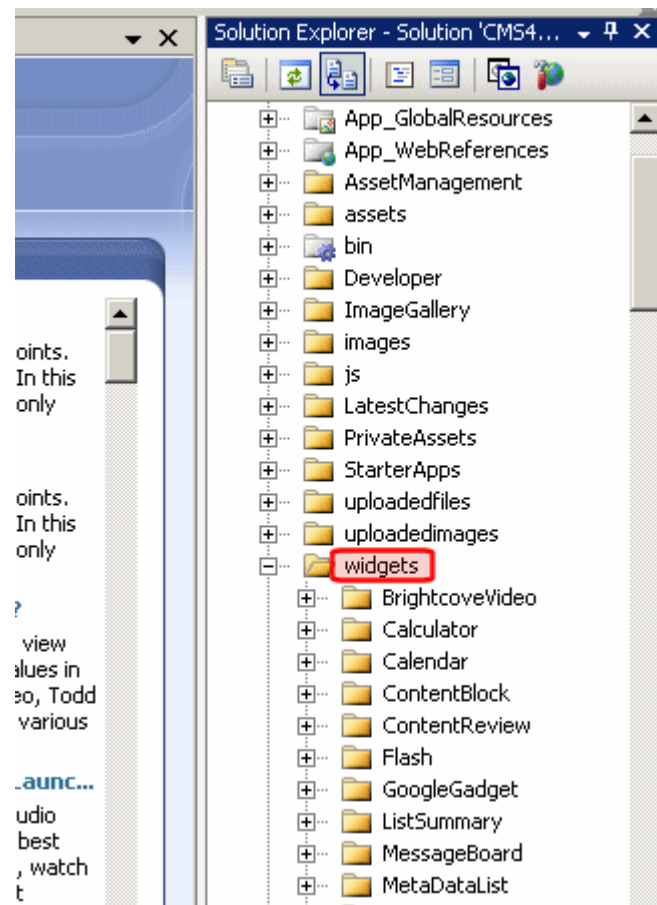 Solution Explorer - Solution 'CMS4...
App_GlobalResources
App_WebReferences
AssetManagement
assets
bin
Developer
ImageGallery
images
js
LatestChanges
PrivateAssets
StarterApps
uploadedfiles
uploadedimages
widgets
BrightcoveVideo
Calculator
Calendar
ContentBlock
ContentReview
Flash
GoogleGadget
ListSummary
MessageBoard
MetaDataList
oints.
In this
only
oints.
In this
only
?
view
alues in
eo, Todd
various
Launc...
udio
best
, watch
t